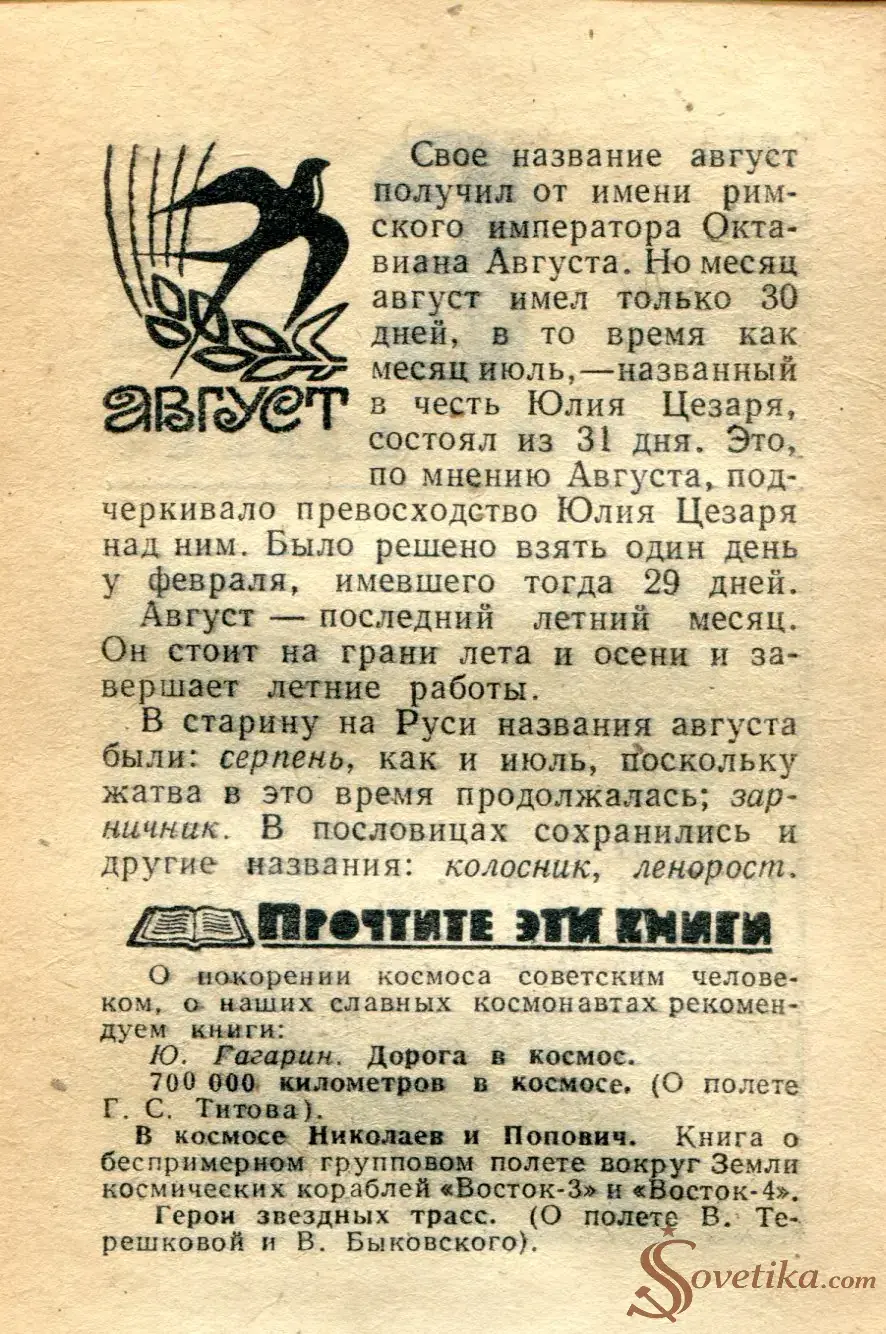 Свое название август
получил от имени рим-
ского императора Окта-
виана Августа. Но месяц
август имел только 30
дней, в то время как
месяц июль,—названный
в честь Юлия Цезаря,
состоял из 31 дня. Это,
по мнению Августа, под-
август
черкивало превосходство Юлия Цезаря
над ним. Было решено взять один день
у февраля, имевшего тогда 29 дней.
Август — последний летний месяц.
Он стоит на грани лета и осени и за-
вершает летние работы.
В старину на Руси названия августа
были: серпень, как и июль, поскольку
жатва в это время продолжалась; зар-
ничник. В пословицах сохранились и
другие названия: колосник, ленорост.
Прочтите эти книги
О покорении космоса советским челове-
ком, о наших славных космонавтах рекомен-
дуем книги:
Ю. Гагарин. Дорога в космос.
700 000 километров в космосе. (О полете
Г. С. Титова).
В космосе Николаев и Попович. Книга о
беспримерном групповом полете вокруг Земли
космических кораблей «Восток-3» и «Восток-4».
Герои звездных трасс. (О полете В. Те-
решковой и В. Быковского).
Sovetika.com